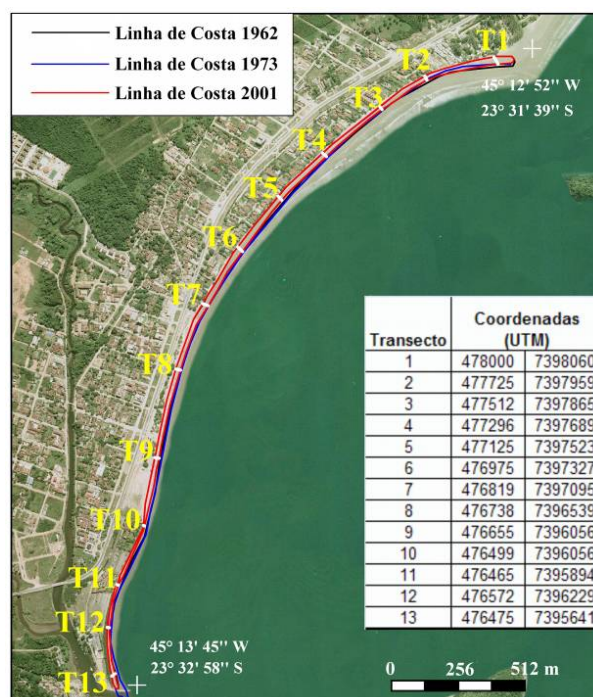 Linha de Costa 1962
Linha de Costa 1973
Linha de Costa 2001
T1
T2
45° 12' 52'' W
23° 31' 39'' S
T3
T4
T5
T6
T7
T8
T9
T10
T11
T12
T13
Transecto Coordenadas (UTM)
1 478000 7398060
2 477725 7397959
3 477512 7397865
4 477296 7397689
5 477125 7397523
6 476975 7397327
7 476819 7397095
8 476738 7396539
9 476655 7396056
10 476499 7396056
11 476465 7395894
12 476572 7396229
13 476475 7395641
45° 13' 45'' W
23° 32' 58'' S
0 256 512 m